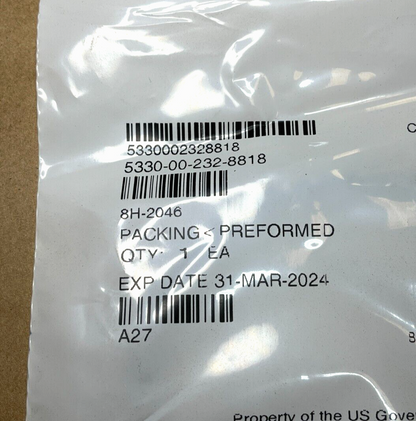 5330002328818
5330-00-232-8818
8H-2046
PACKING< PREFORMED
QTY: 1 EA
EXP DATE 31-MAR-2024
A27
Property of the US